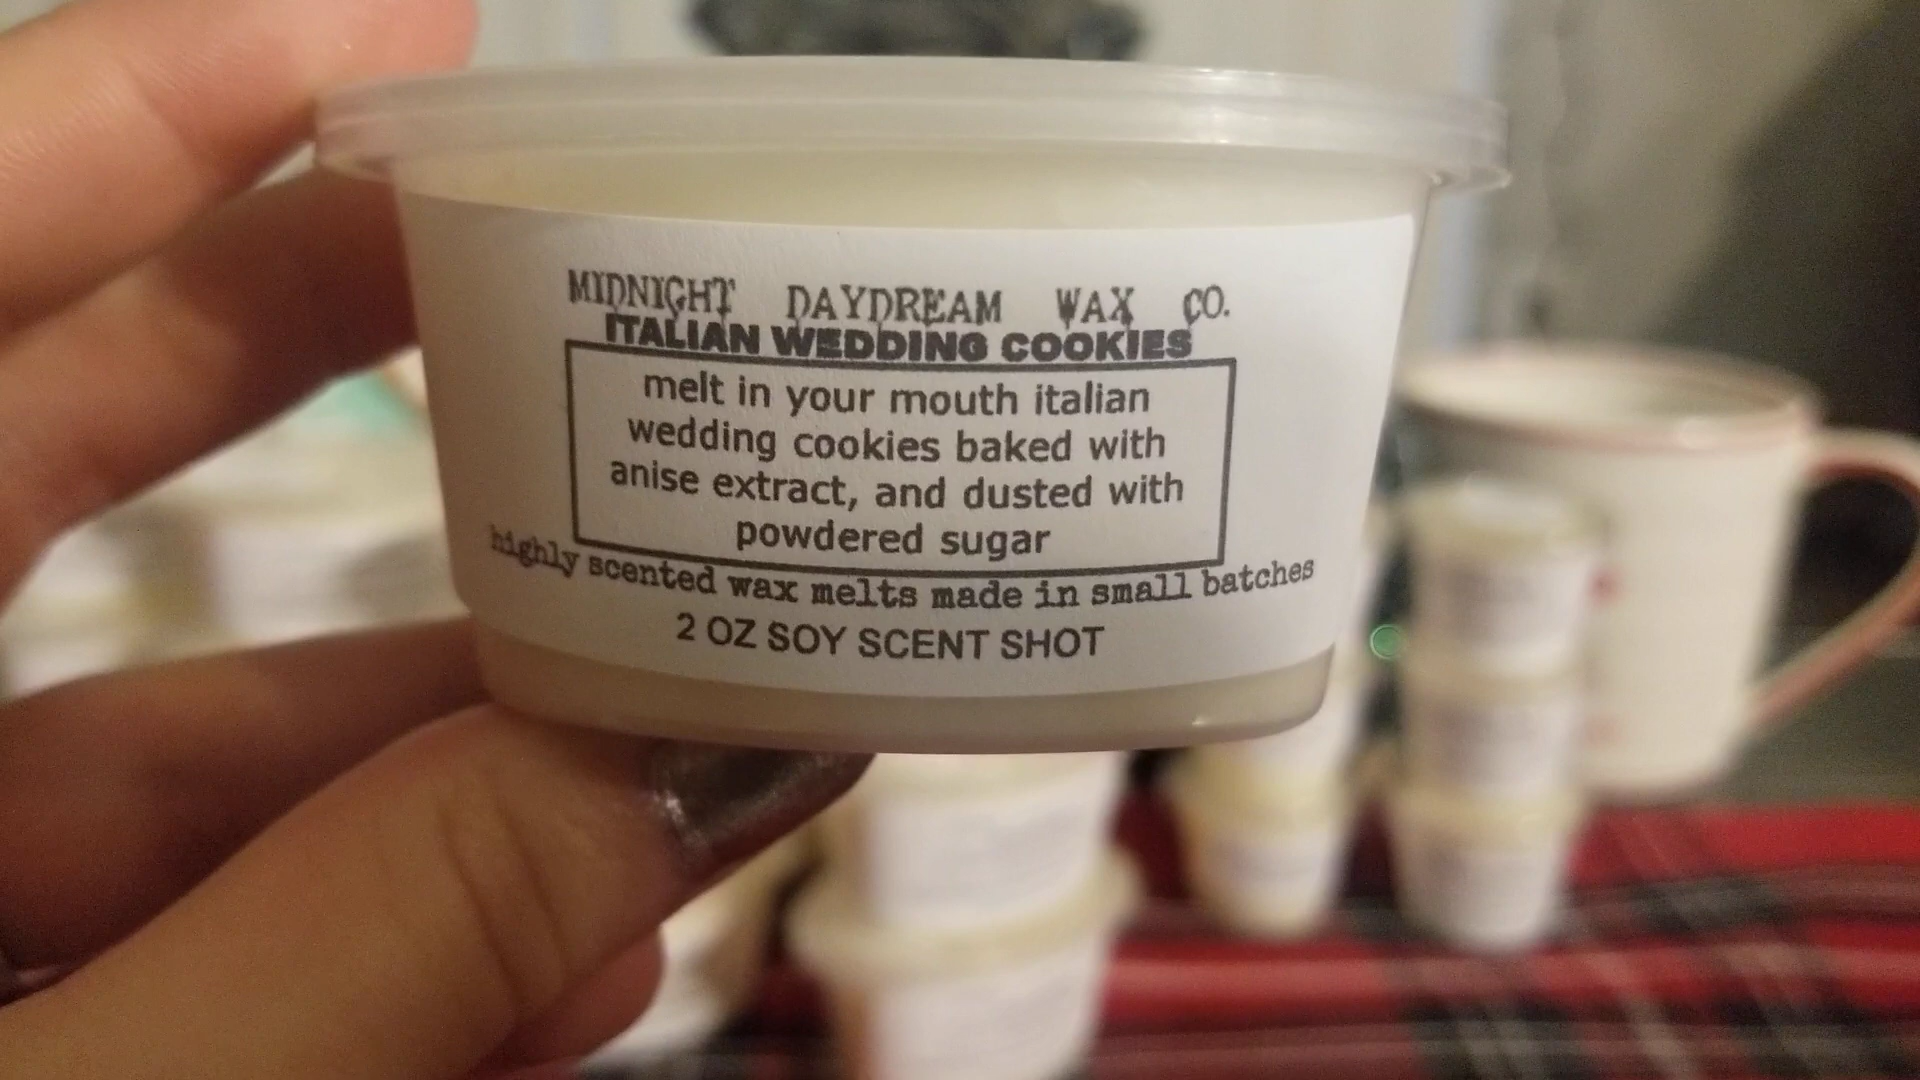 MIDNIGHT DAYDREAM WAX CO.
ITALIAN WEDDING COOKIES
melt in your mouth italian
wedding cookies baked with
anise extract, and dusted with
powdered sugar
highly scented wax melts made in small batches
2 OZ SOY SCENT SHOT